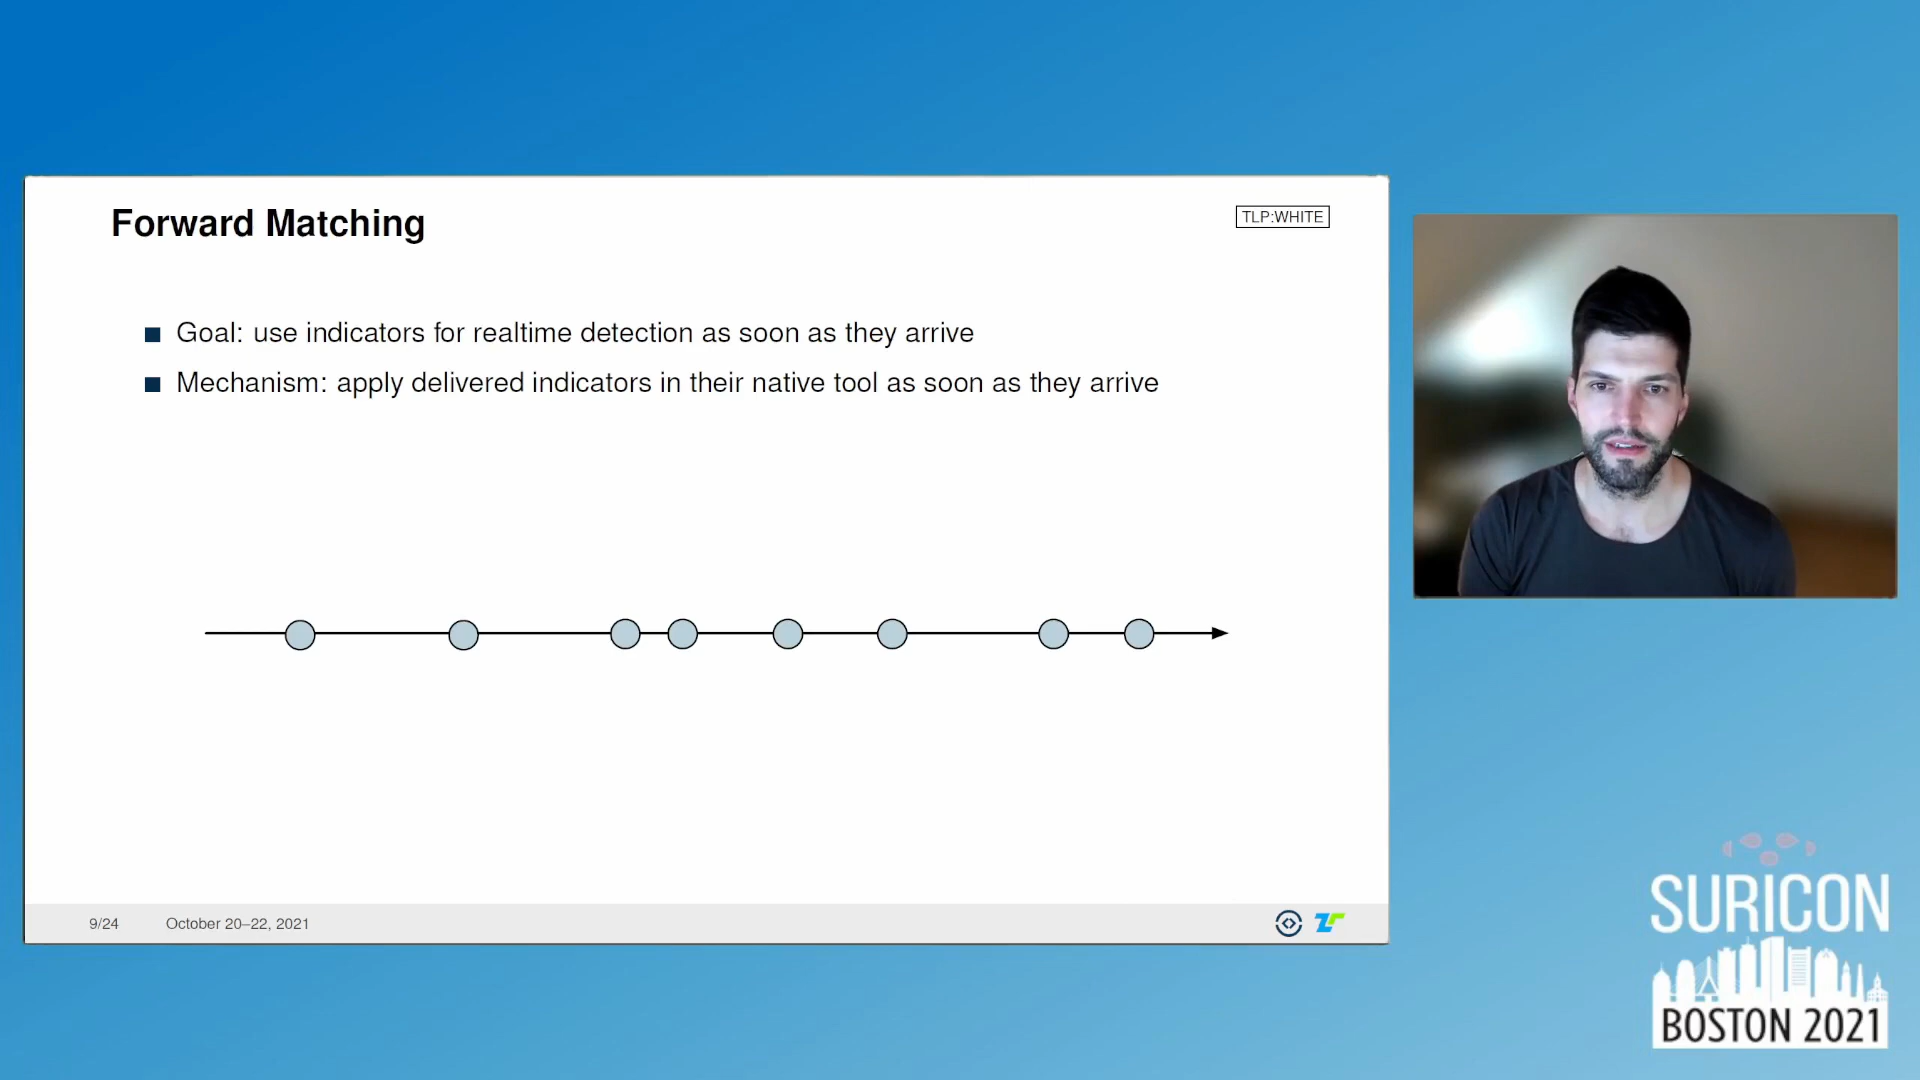 Forward Matching
TLP:WHITE
Goal: use indicators for realtime detection as soon as they arrive
Mechanism: apply delivered indicators in their native tool as soon as they arrive
9/24
October 20–22, 2021
SURICON
BOSTON 2021